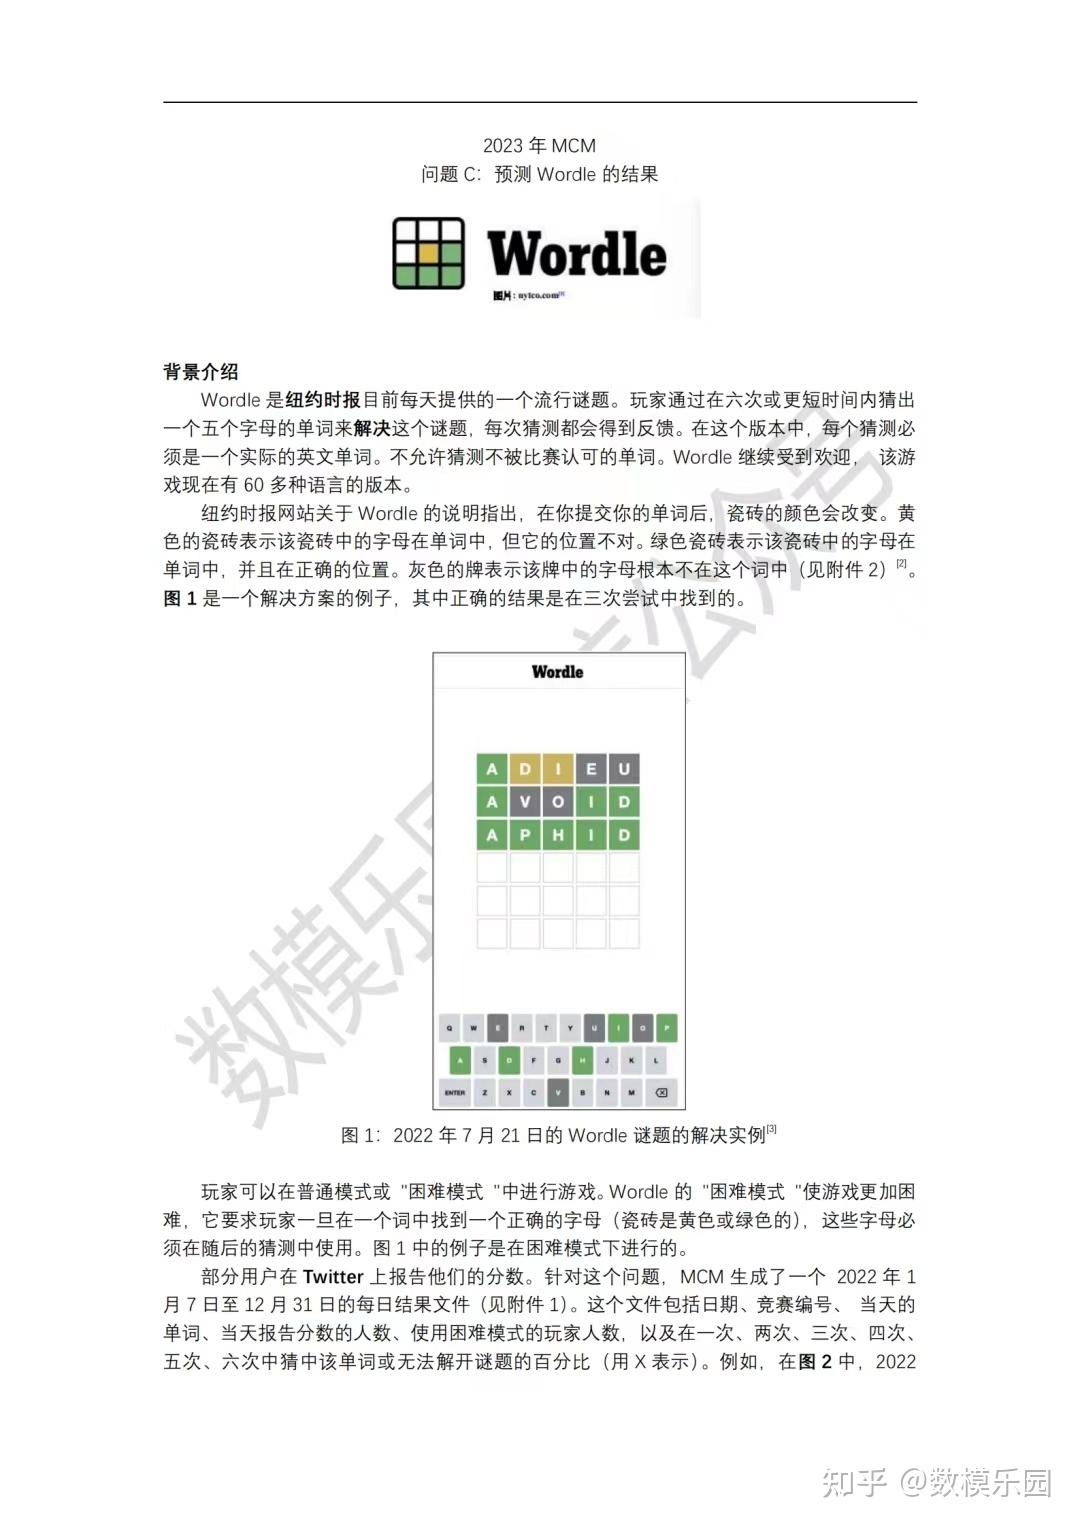 2023 年 MCM
问题 C：预测 Wordle 的结果
Wordle
图片：nytco.com[1]
背景介绍
Wordle 是纽约时报目前每天提供的一个流行谜题。玩家通过在六次或更短时间内猜出
一个五个字母的单词来解决这个谜题，每次猜测都会得到反馈。在这个版本中，每个猜测必
须是一个实际的英文单词。不允许猜测不被比赛认可的单词。Wordle 继续受到欢迎， 该游
戏现在有 60 多种语言的版本。
纽约时报网站关于 Wordle 的说明指出，在你提交你的单词后，瓷砖的颜色会改变。黄
色的瓷砖表示该瓷砖中的字母在单词中，但它的位置不对。绿色瓷砖表示该瓷砖中的字母在
单词中，并且在正确的位置。灰色的牌表示该牌中的字母根本不在这个词中（见附件 2）[2]。
图 1 是一个解决方案的例子，其中正确的结果是在三次尝试中找到的。
Wordle
A D I E U
A V O I D
A P H I D
Q W E R T Y U I O P
A S D F G H J K L
ENTER Z X C V B N M
图 1：2022 年 7 月 21 日的 Wordle 谜题的解决实例[3]
玩家可以在普通模式或 "困难模式 "中进行游戏。Wordle 的 "困难模式 "使游戏更加困
难，它要求玩家一旦在一个词中找到一个正确的字母（瓷砖是黄色或绿色的），这些字母必
须在随后的猜测中使用。图 1 中的例子是在困难模式下进行的。
部分用户在 Twitter 上报告他们的分数。针对这个问题，MCM 生成了一个 2022 年 1
月 7 日至 12 月 31 日的每日结果文件（见附件 1）。这个文件包括日期、竞赛编号、 当天的
单词、当天报告分数的人数、使用困难模式的玩家人数，以及在一次、两次、三次、四次、
五次、六次中猜中该单词或无法解开谜题的百分比（用 X 表示）。例如，在图 2 中，2022
知乎 @数模乐园